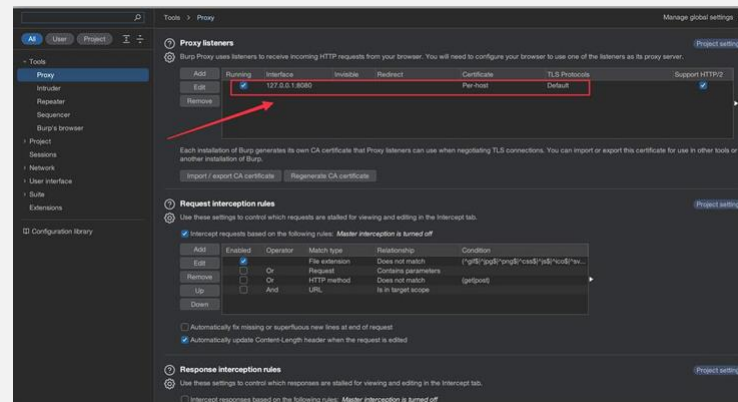 Tools > Proxy
Manage global settings
All User Project
Tools
Proxy
Intruder
Repeater
Sequencer
Burp's browser
Project
Sessions
Network
User interface
Suite
Extensions
Configuration library
Proxy listeners
Project setting
Burp Proxy uses listeners to receive incoming HTTP requests from your browser. You will need to configure your browser to use one of the listeners as its proxy server.
Add Running Interface Invisible Redirect Certificate TLS Protocols Support HTTP/2
Edit 127.0.0.1:8080 Per-host Default
Remove
Each installation of Burp generates its own CA certificate that Proxy listeners can use when negotiating TLS connections. You can import or export this certificate for use in other tools or
another installation of Burp.
Import / export CA certificate Regenerate CA certificate
Request interception rules
Project setting
Use these settings to control which requests are stalled for viewing and editing in the Intercept tab.
Intercept requests based on the following rules: Master interception is turned off
Add Enabled Operator Match type Relationship Condition
Edit File extension Does not match (^gif$|^jpg$|^png$|^css$|^js$|^ico$|^sv...
Remove Or Request Contains parameters
Or HTTP method Does not match (get|post)
Up And URL Is in target scope
Down
Automatically fix missing or superfluous new lines at end of request
Automatically update Content-Length header when the request is edited
Response interception rules
Project setting
Use these settings to control which responses are stalled for viewing and editing in the Intercept tab.
Intercept responses based on the following rules: Master interception is turned off